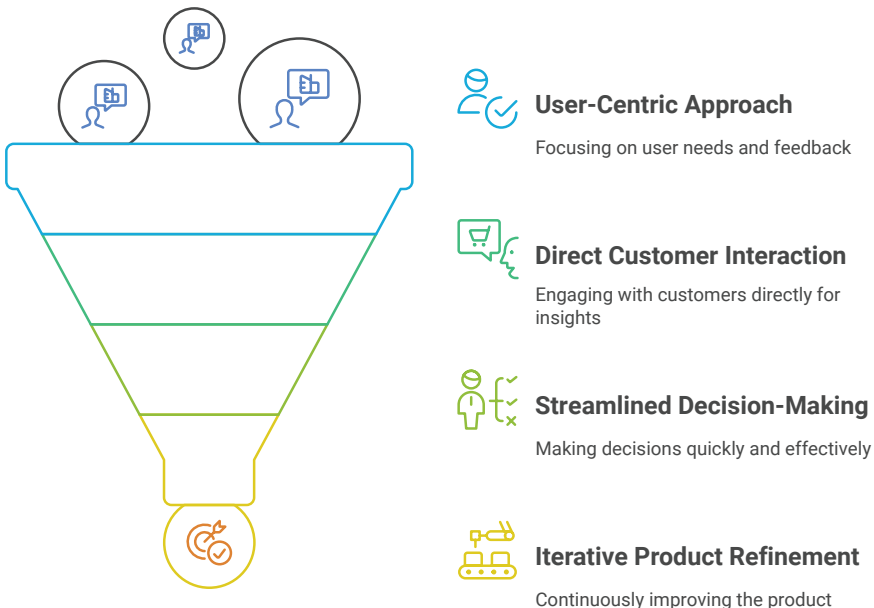 User-Centric Approach
Focusing on user needs and feedback
Direct Customer Interaction
Engaging with customers directly for
insights
Streamlined Decision-Making
Making decisions quickly and effectively
Iterative Product Refinement
Continuously improving the product